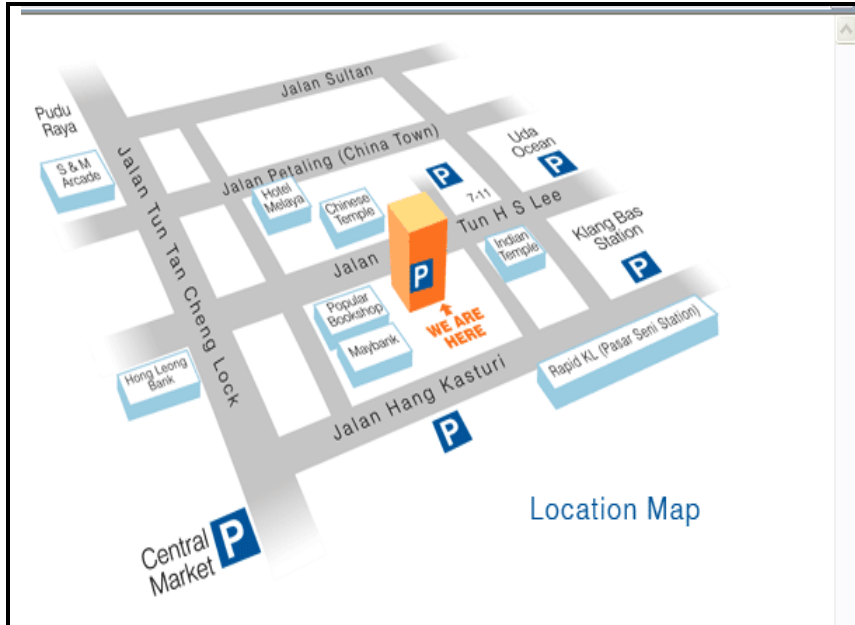 Jalan Sultan
Pudu
Raya
S & M
Arcade
Jalan Petaling (China Town)
Uda
Ocean
P
P
7-11
Hotel
Melaya
Chinese
Temple
Jalan Tun Tan Cheng Lock
Jalan Tun H S Lee
Klang Bas
Station
P
Indian
Temple
P
WE ARE
HERE
Popular
Bookshop
Maybank
Hong Leong
Bank
Rapid KL (Pasar Seni Station)
Jalan Hang Kasturi
P
Location Map
Central
Market
P